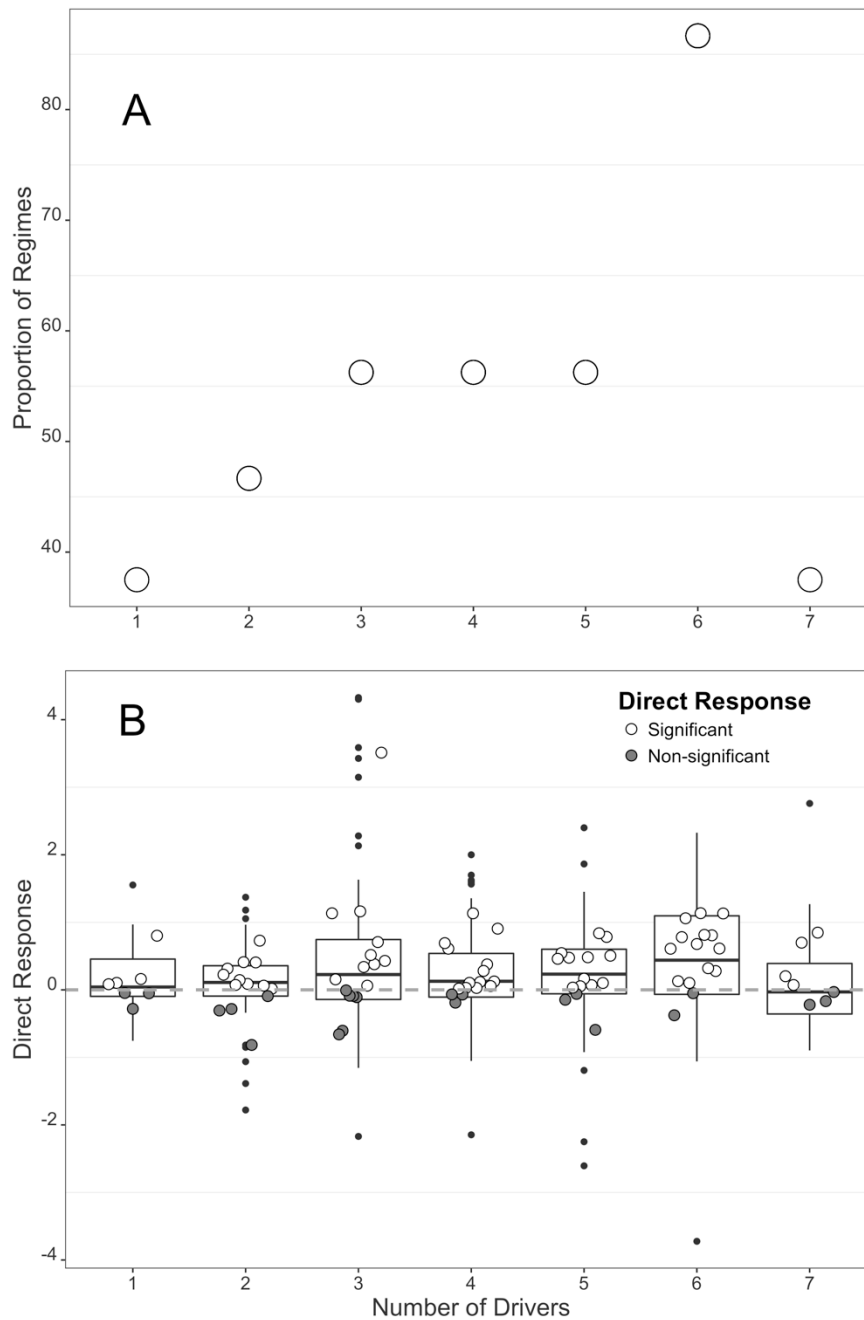 A
Proportion of Regimes
80
70
60
50
40
1 2 3 4 5 6 7
B
Direct Response
Significant
Non-significant
Direct Response
4
2
0
-2
-4
1 2 3 4 5 6 7
Number of Drivers